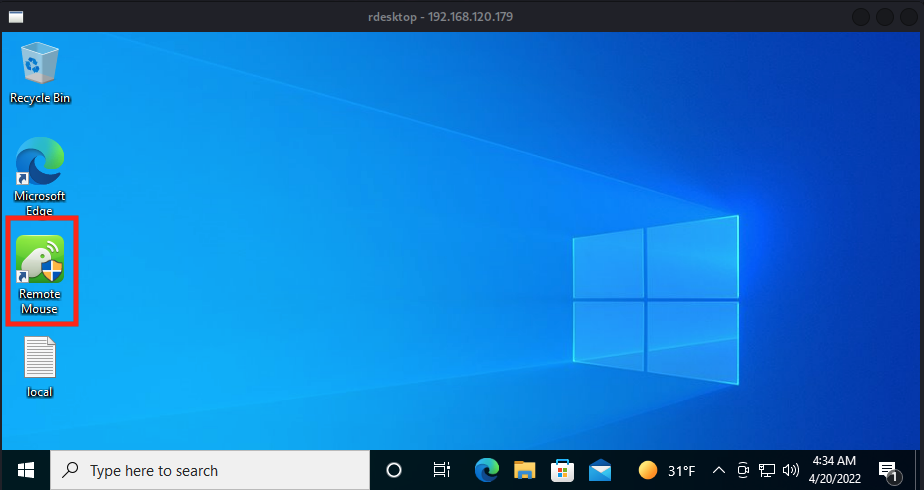 rdesktop - 192.168.120.179
Recycle Bin
Microsoft
Edge
Remote
Mouse
local
Type here to search
31°F
4:34 AM
4/20/2022
1